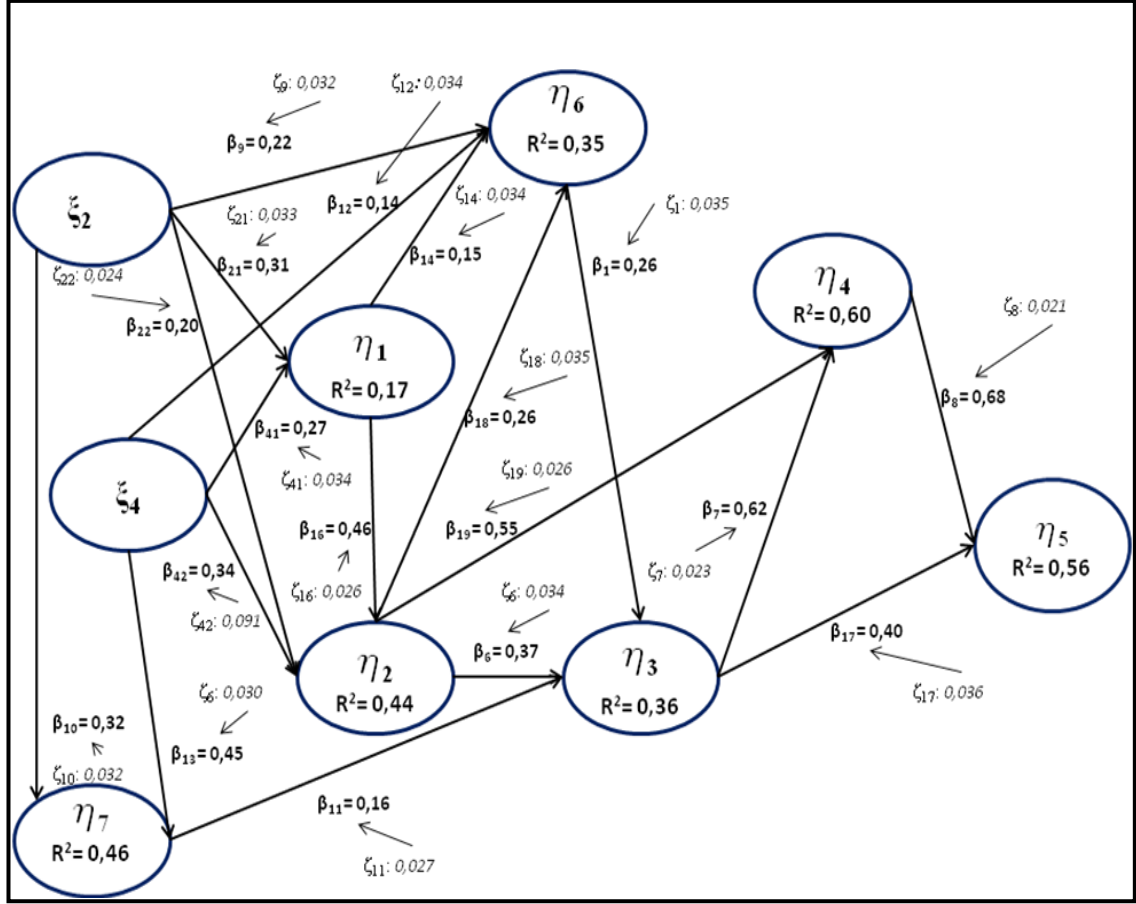 ζ9: 0,032
ζ12: 0,034
η6
R²= 0,35
β9= 0,22
ξ2
β12= 0,14
ζ14: 0,034
ζ1: 0,035
ζ21: 0,033
β21= 0,31
β14= 0,15
β1= 0,26
ζ22: 0,024
β22= 0,20
η4
R²= 0,60
ζ8: 0,021
η1
R²= 0,17
ζ18: 0,035
β18= 0,26
β8= 0,68
β41= 0,27
ζ41: 0,034
ζ19: 0,026
β19= 0,55
ξ4
β7= 0,62
ζ7: 0,023
β16= 0,46
ζ16: 0,026
η5
R²= 0,56
β42= 0,34
ζ42: 0,091
ζ6: 0,034
β6= 0,37
β17= 0,40
ζ17: 0,036
η2
R²= 0,44
η3
R²= 0,36
ζ6: 0,030
β13= 0,45
β10= 0,32
ζ10: 0,032
η7
R²= 0,46
β11= 0,16
ζ11: 0,027